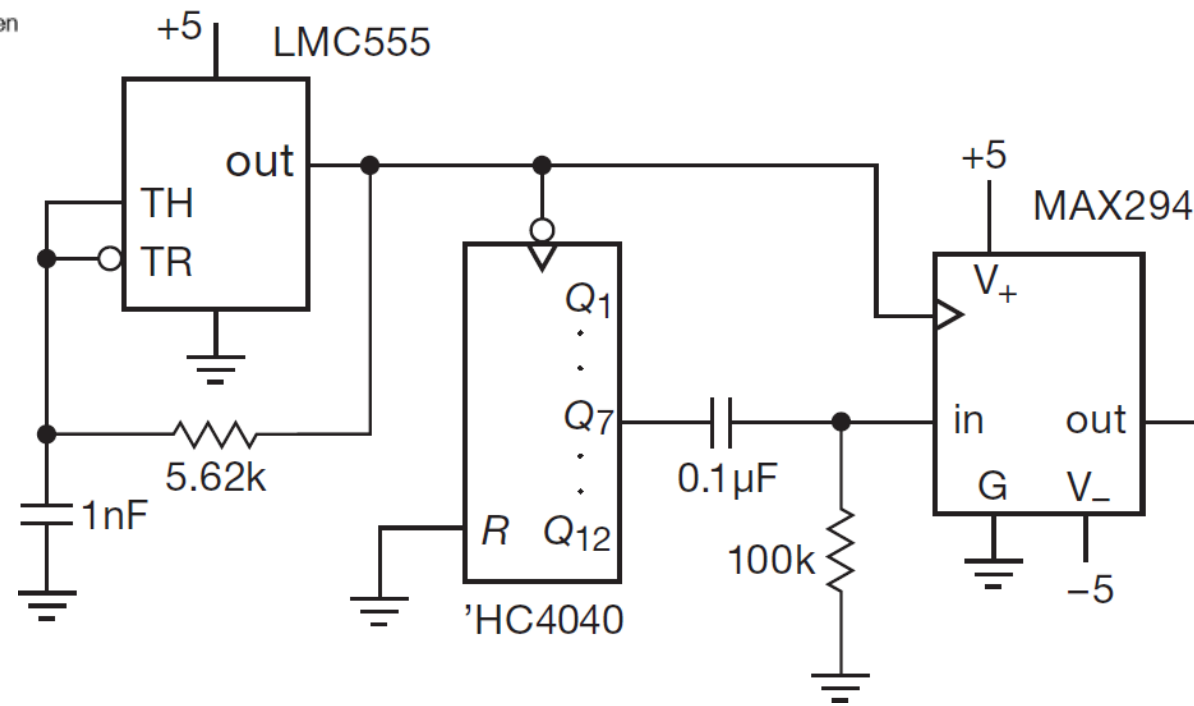 en
+5
LMC555
out
TH
TR
5.62k
1nF
Q1
Q7
R Q12
'HC4040
0.1µF
100k
+5
MAX294
V+
in out
G V−
−5